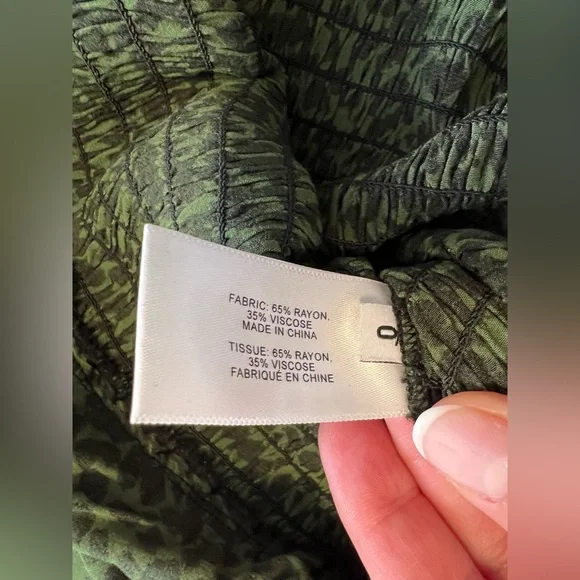 FABRIC: 65% RAYON,
35% VISCOSE
MADE IN CHINA
TISSUE: 65% RAYON,
35% VISCOSE
FABRIQUÉ EN CHINE